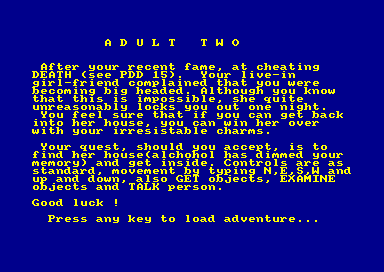 A D U L T   T W O
After your recent fame, at cheating
DEATH (see PDD 15).  Your live-in
girl-friend complained that you were
becoming big headed. Although you know
that this is impossible, she quite
unreasonably locks you out one night.
You feel sure that if you can get back
into her house, you can win her over
with your irresistable charms.
Your quest, should you accept, is to
find her house(alchohol has dimmed your
memory) and get inside. Controls are as
standard, movement by typing N,E,S,W and
up and down, also GET objects, EXAMINE
objects and TALK person.
Good luck !
Press any key to load adventure...